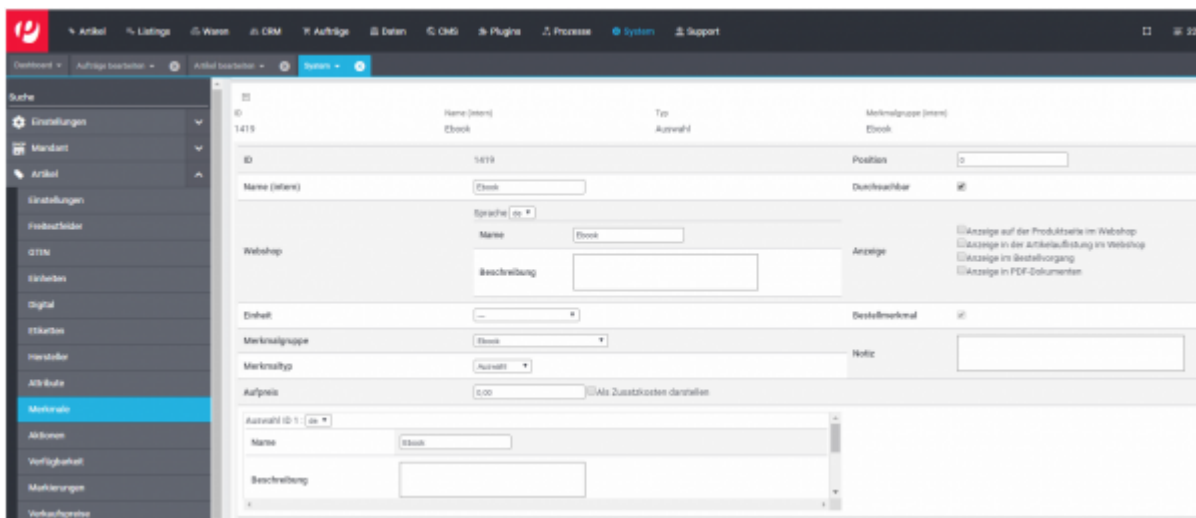 Artikel Listings Waren CRM Aufträge Daten CMS Plugins Prozesse System Support
Dashboard Aufträge bearbeiten Artikel bearbeiten System
Suche
Einstellungen
Mandant
Artikel
Einstellungen
Freitextfelder
GTIN
Einheiten
Digital
Etiketten
Hersteller
Attribute
Merkmale
Aktionen
Verfügbarkeit
Markierungen
Verkaufspreise
ID Name (intern) Typ Merkmalgruppe (intern)
1419 Ebook Auswahl Ebook
ID 1419 Position 0
Name (intern) Ebook Durchsuchbar
Webshop
Sprache de
Name Ebook
Beschreibung
Anzeige
Anzeige auf der Produktseite im Webshop
Anzeige in der Artikelauflistung im Webshop
Anzeige im Bestellvorgang
Anzeige in PDF-Dokumenten
Einheit --- Bestellmerkmal
Merkmalgruppe Ebook
Notiz
Merkmaltyp Auswahl
Aufpreis 0,00 Als Zusatzkosten darstellen
Auswahl ID 1 : de
Name Ebook
Beschreibung